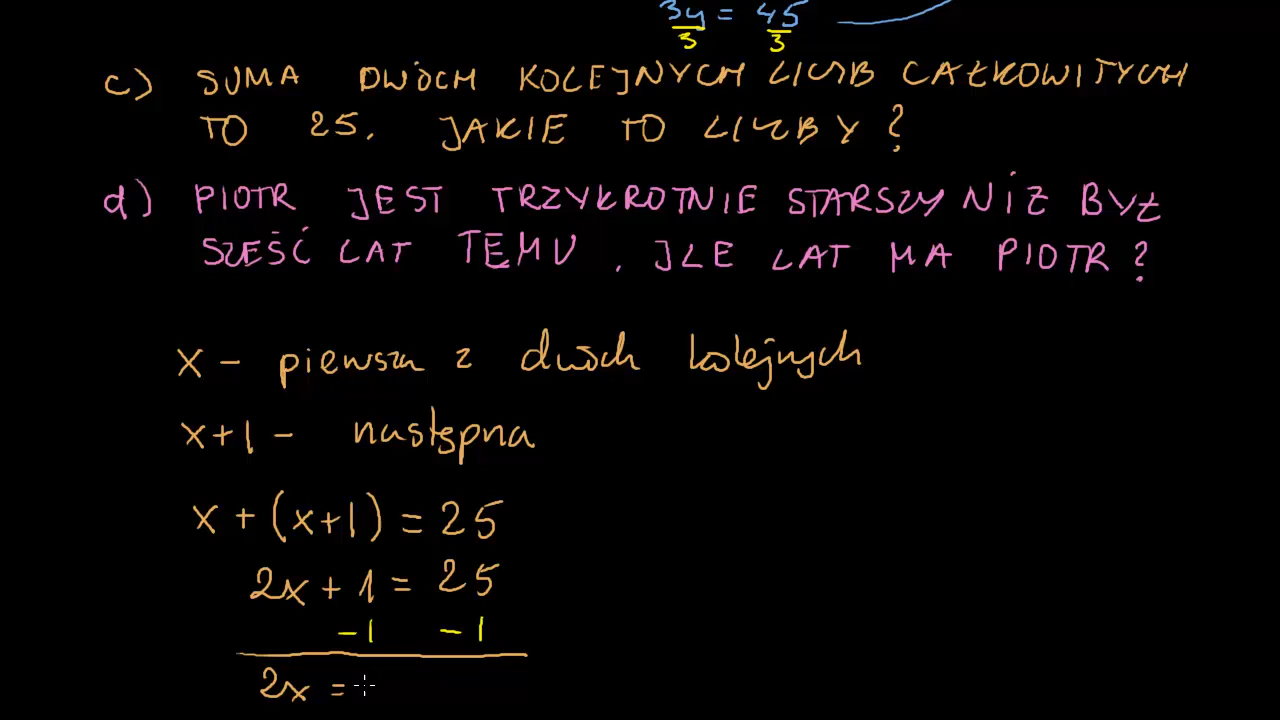 3y = 45
3 3
c) SUMA DWÓCH KOLEJNYCH LICZB CAŁKOWITYCH
TO 25. JAKIE TO LICZBY?
d) PIOTR JEST TRZYKROTNIE STARSZY NIŻ BYŁ
SZEŚĆ LAT TEMU. ILE LAT MA PIOTR?
x – pierwsza z dwóch kolejnych
x+1 – następna
x + (x+1) = 25
2x + 1 = 25
-1 -1
2x =